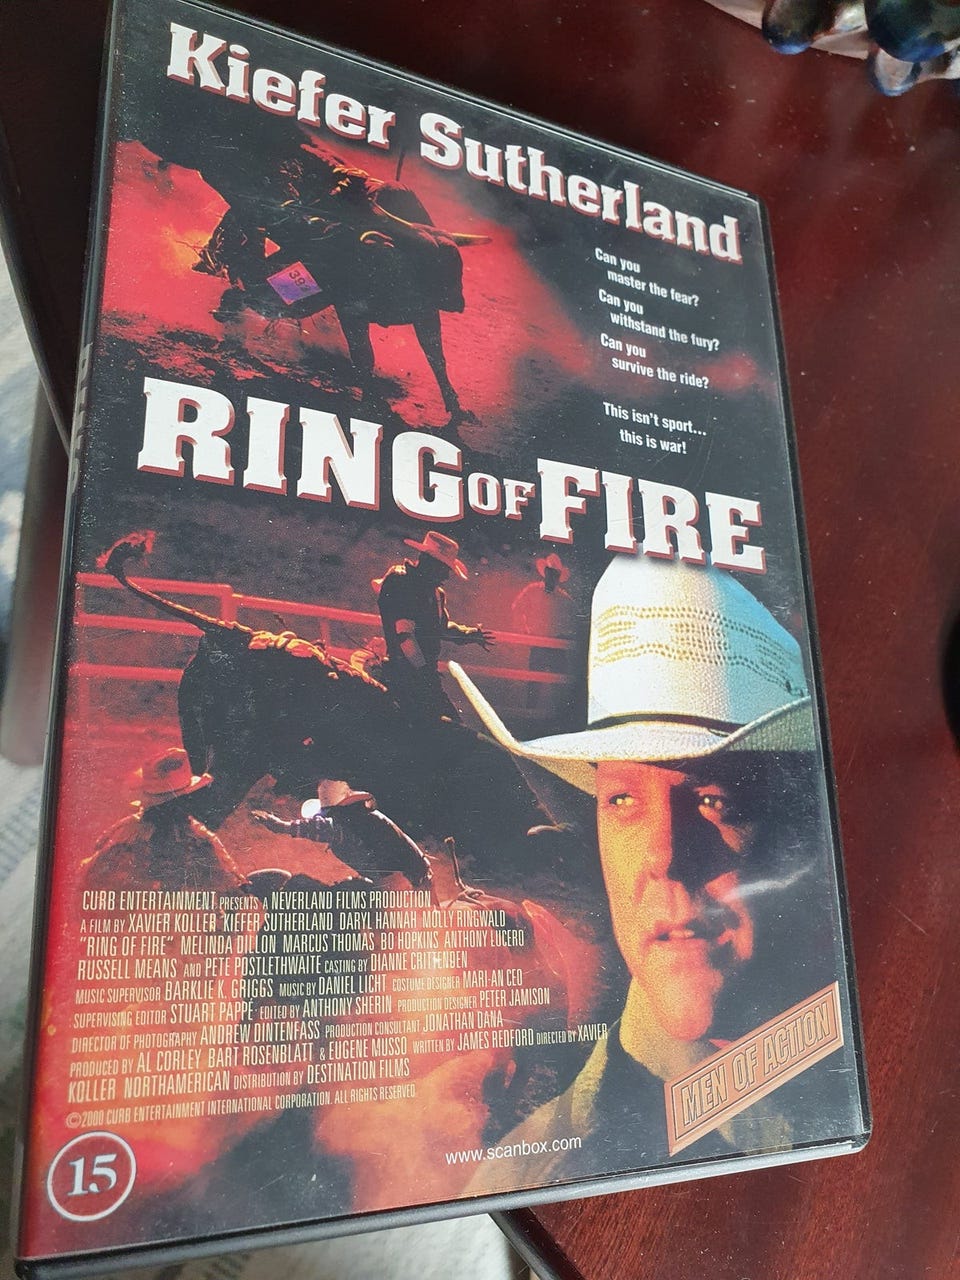 Kiefer Sutherland
Can you
master the fear?
Can you
withstand the fury?
Can you
survive the ride?
This isn't sport...
this is war!
RING OF FIRE
CURB ENTERTAINMENT PRESENTS A NEVERLAND FILMS PRODUCTION
A FILM BY XAVIER KOLLER KIEFER SUTHERLAND DARYL HANNAH MOLLY RINGWALD
"RING OF FIRE" MELINDA DILLON MARCUS THOMAS BO HOPKINS ANTHONY LUCERO
RUSSELL MEANS AND PETE POSTLETHWAITE CASTING BY DIANNE CRITTENDEN
MUSIC SUPERVISOR BARKLIE K. GRIGGS MUSIC BY DANIEL LICHT COSTUME DESIGNER MARI-AN CEO
SUPERVISING EDITOR STUART PAPPÉ EDITED BY ANTHONY SHERIN PRODUCTION DESIGNER PETER JAMISON
DIRECTOR OF PHOTOGRAPHY ANDREW DINTENFASS PRODUCTION CONSULTANT JONATHAN DANA
PRODUCED BY AL CORLEY BART ROSENBLATT & EUGENE MUSSO WRITTEN BY JAMES REDFORD DIRECTED BY XAVIER
KOLLER NORTHAMERICAN DISTRIBUTION BY DESTINATION FILMS
©2000 CURB ENTERTAINMENT INTERNATIONAL CORPORATION. ALL RIGHTS RESERVED
MEN OF ACTION
www.scanbox.com
15